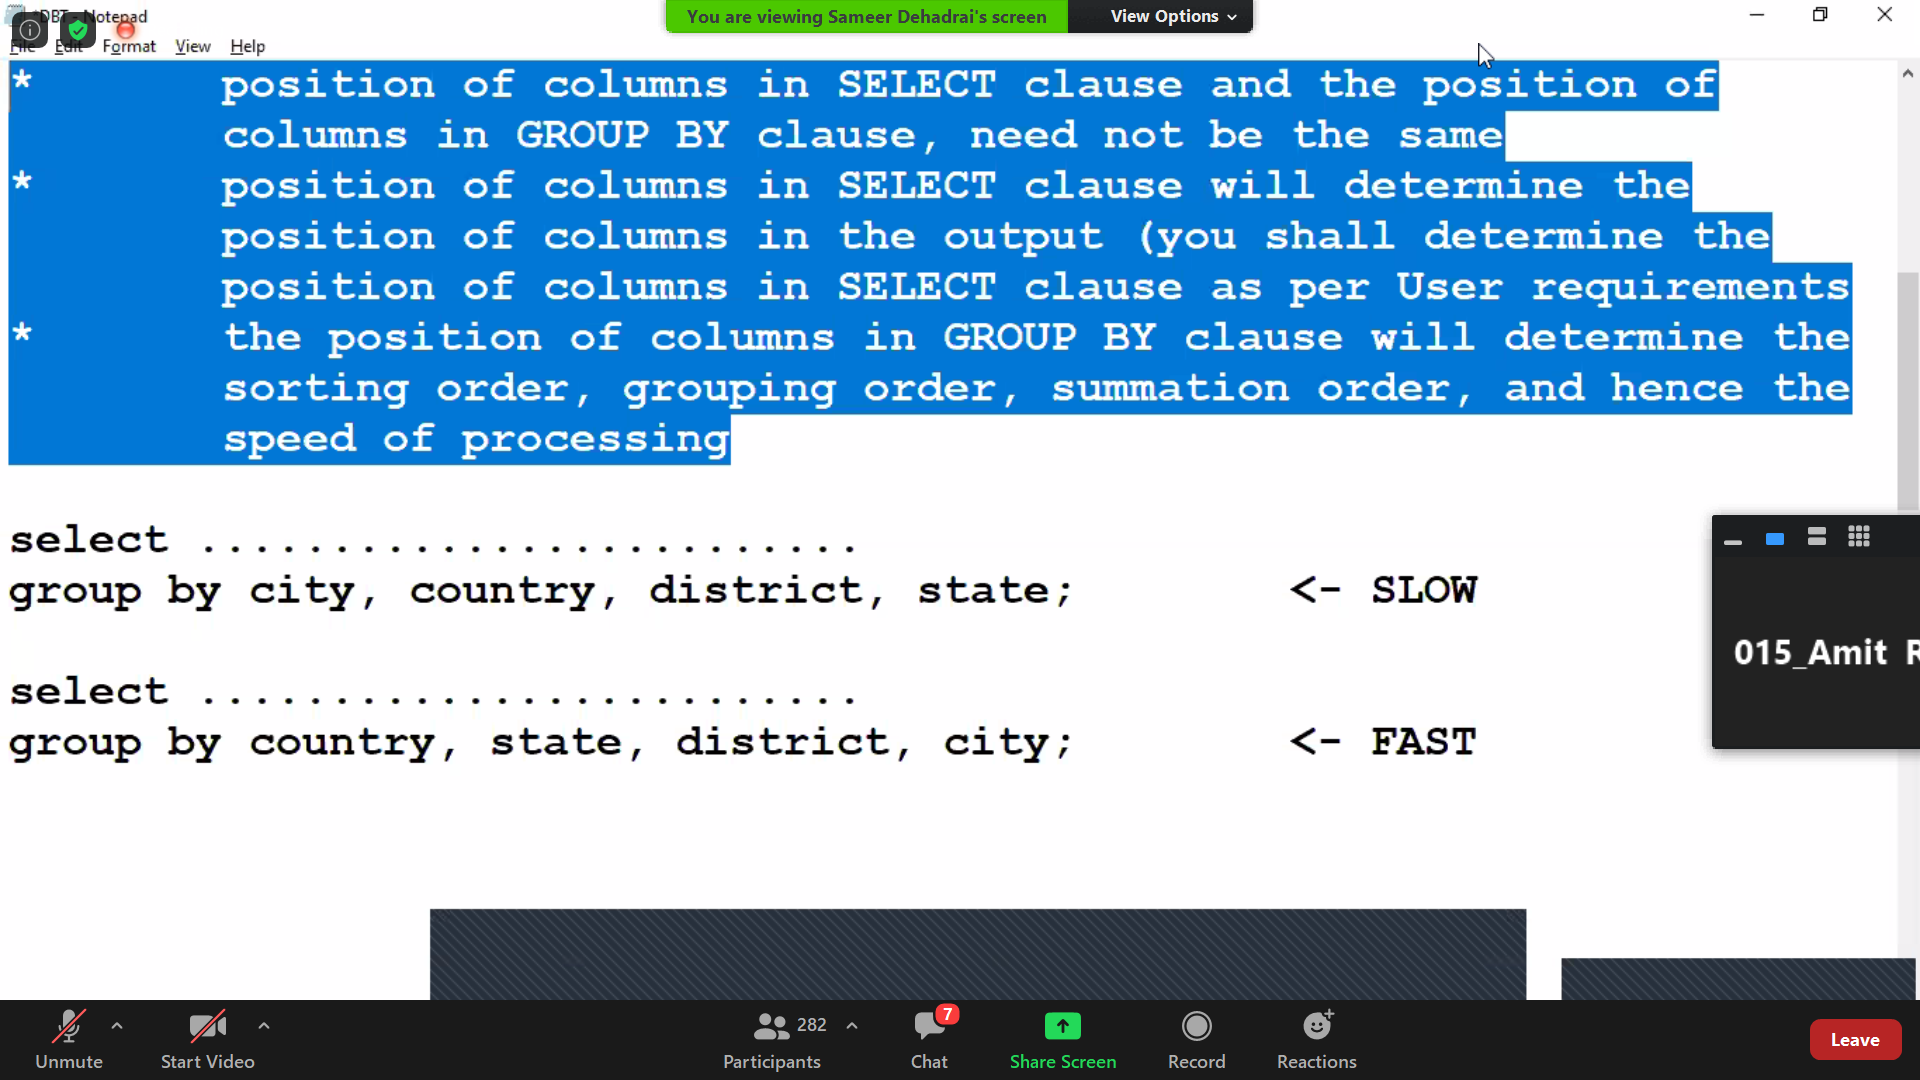 *DBT - Notepad
You are viewing Sameer Dehadrai's screen View Options
File Edit Format View Help
* position of columns in SELECT clause and the position of
columns in GROUP BY clause, need not be the same
* position of columns in SELECT clause will determine the
position of columns in the output (you shall determine the
position of columns in SELECT clause as per User requirements
* the position of columns in GROUP BY clause will determine the
sorting order, grouping order, summation order, and hence the
speed of processing
select .........................
group by city, country, district, state; <- SLOW
015_Amit R
select .........................
group by country, state, district, city; <- FAST
282
7
Unmute Start Video Participants Chat Share Screen Record Reactions Leave